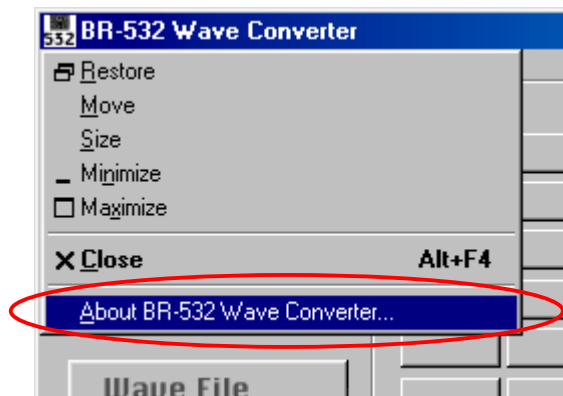 532 BR-532 Wave Converter
Restore
Move
Size
Minimize
Maximize
Close Alt+F4
About BR-532 Wave Converter...
Wave File